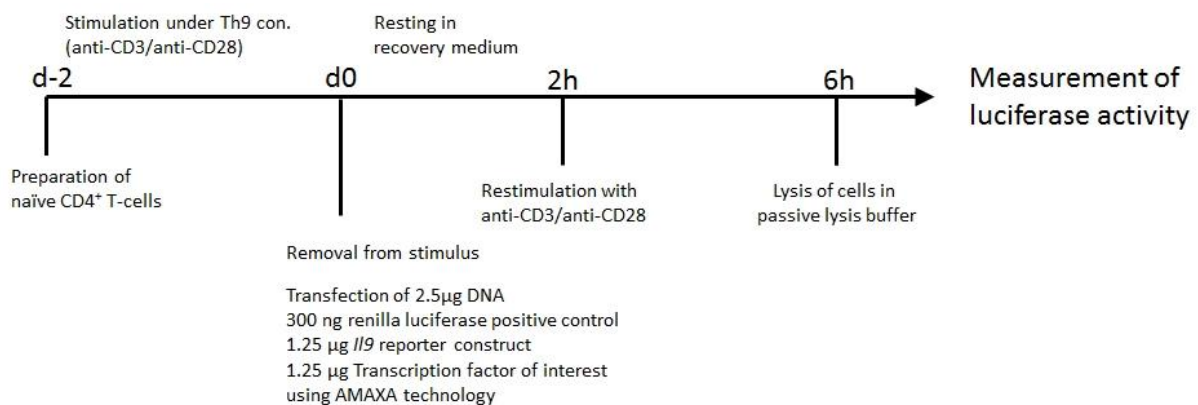 Stimulation under Th9 con.
(anti-CD3/anti-CD28)
Resting in
recovery medium
d-2
d0
2h
6h
Measurement of
luciferase activity
Preparation of
naïve CD4⁺ T-cells
Restimulation with
anti-CD3/anti-CD28
Lysis of cells in
passive lysis buffer
Removal from stimulus
Transfection of 2.5µg DNA
300 ng renilla luciferase positive control
1.25 µg Il9 reporter construct
1.25 µg Transcription factor of interest
using AMAXA technology